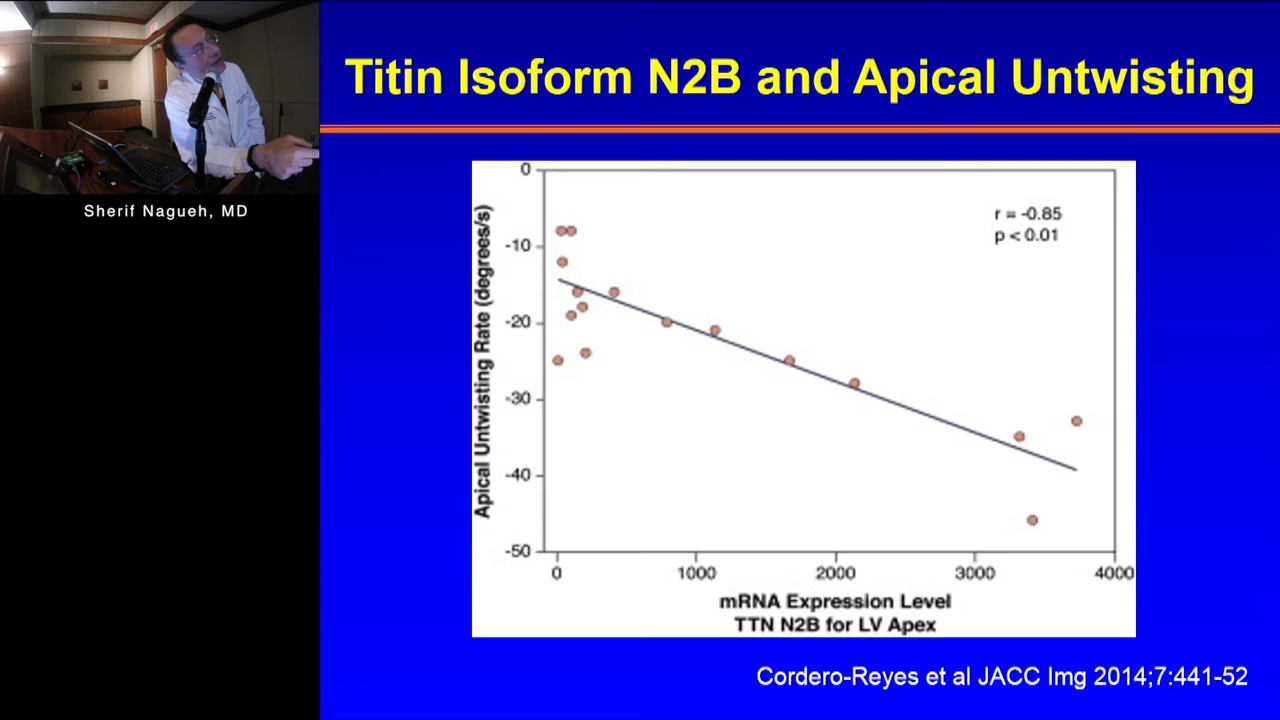 Titin Isoform N2B and Apical Untwisting
Sherif Nagueh, MD
r = -0.85
p < 0.01
Apical Untwisting Rate (degrees/s)
0
-10
-20
-30
-40
-50
0
1000
2000
3000
4000
mRNA Expression Level
TTN N2B for LV Apex
Cordero-Reyes et al JACC Img 2014;7:441-52